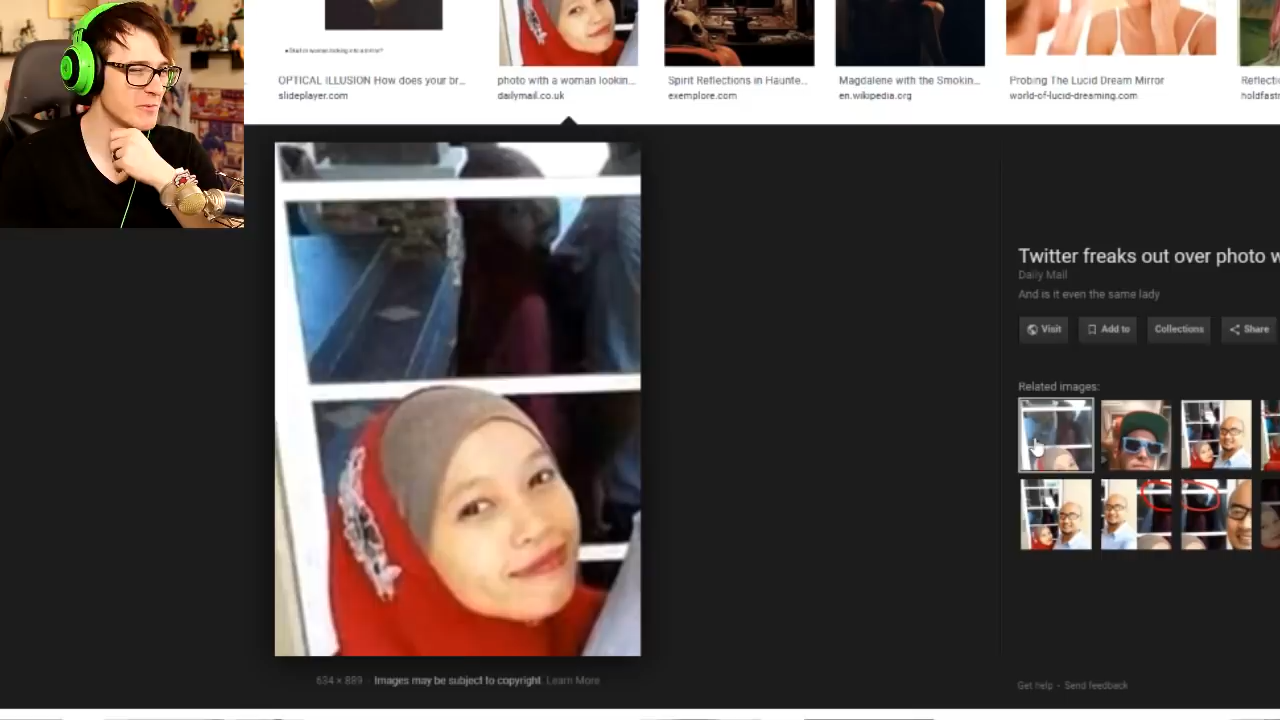 OPTICAL ILLUSION How does your br...
slideplayer.com
photo with a woman lookin...
dailymail.co.uk
Spirit Reflections in Haunte...
exemplore.com
Magdalene with the Smokin...
en.wikipedia.org
Probing The Lucid Dream Mirror
world-of-lucid-dreaming.com
Reflecti
holdfast
Twitter freaks out over photo w
Daily Mail
And is it even the same lady
Visit
Add to
Collections
Share
Related images:
634 × 889 - Images may be subject to copyright. Learn More
Get help - Send feedback